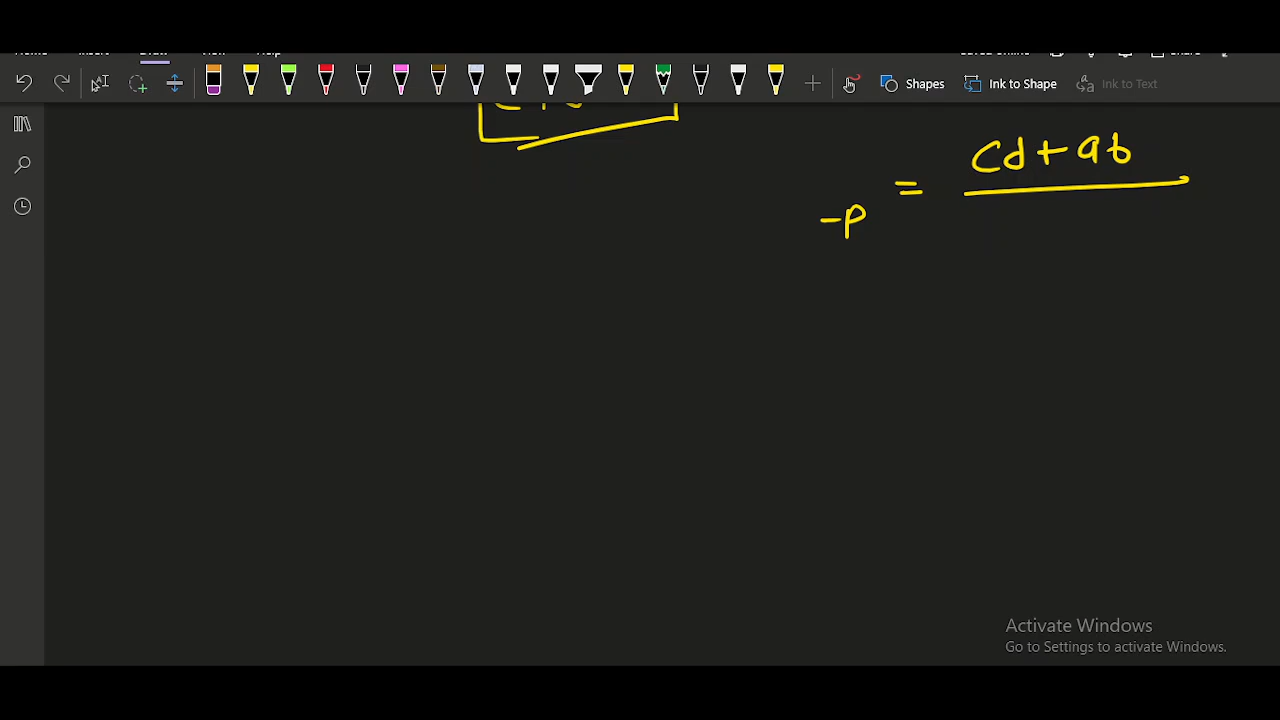 Shapes
Ink to Shape
Ink to Text
cd+ab
=
-p
Activate Windows
Go to Settings to activate Windows.